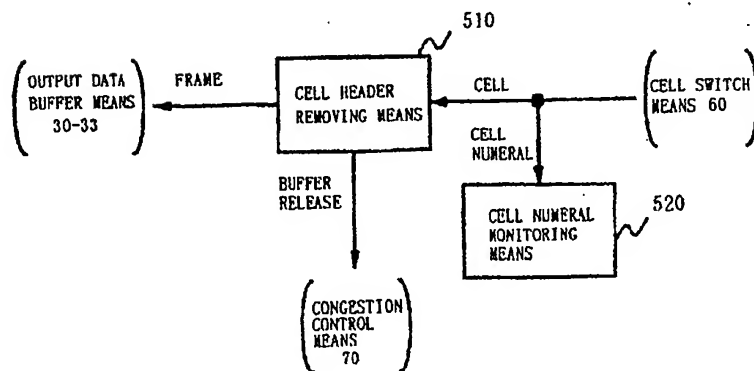 510
OUTPUT DATA
BUFFER MEANS
30-33
FRAME
CELL HEADER
REMOVING MEANS
CELL
CELL SWITCH
MEANS 60
CELL
NUMERAL
BUFFER
RELEASE
520
CELL NUMERAL
MONITORING
MEANS
CONGESTION
CONTROL
MEANS
70